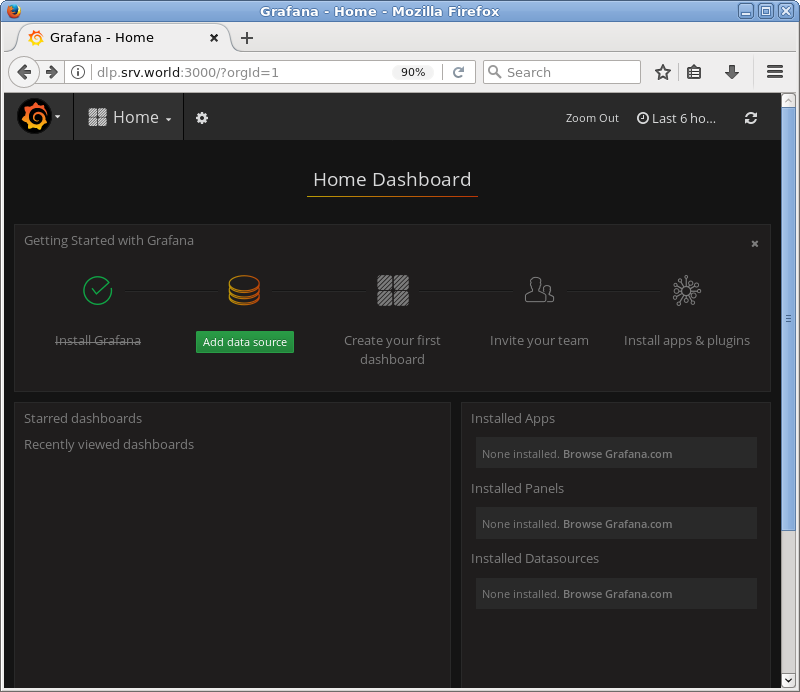 Grafana - Home - Mozilla Firefox
Grafana - Home
dlp.srv.world:3000/?orgId=1
90%
Search
Home
Zoom Out
Last 6 ho...
Home Dashboard
Getting Started with Grafana
Install Grafana
Add data source
Create your first
dashboard
Invite your team
Install apps & plugins
Starred dashboards
Recently viewed dashboards
Installed Apps
None installed. Browse Grafana.com
Installed Panels
None installed. Browse Grafana.com
Installed Datasources
None installed. Browse Grafana.com